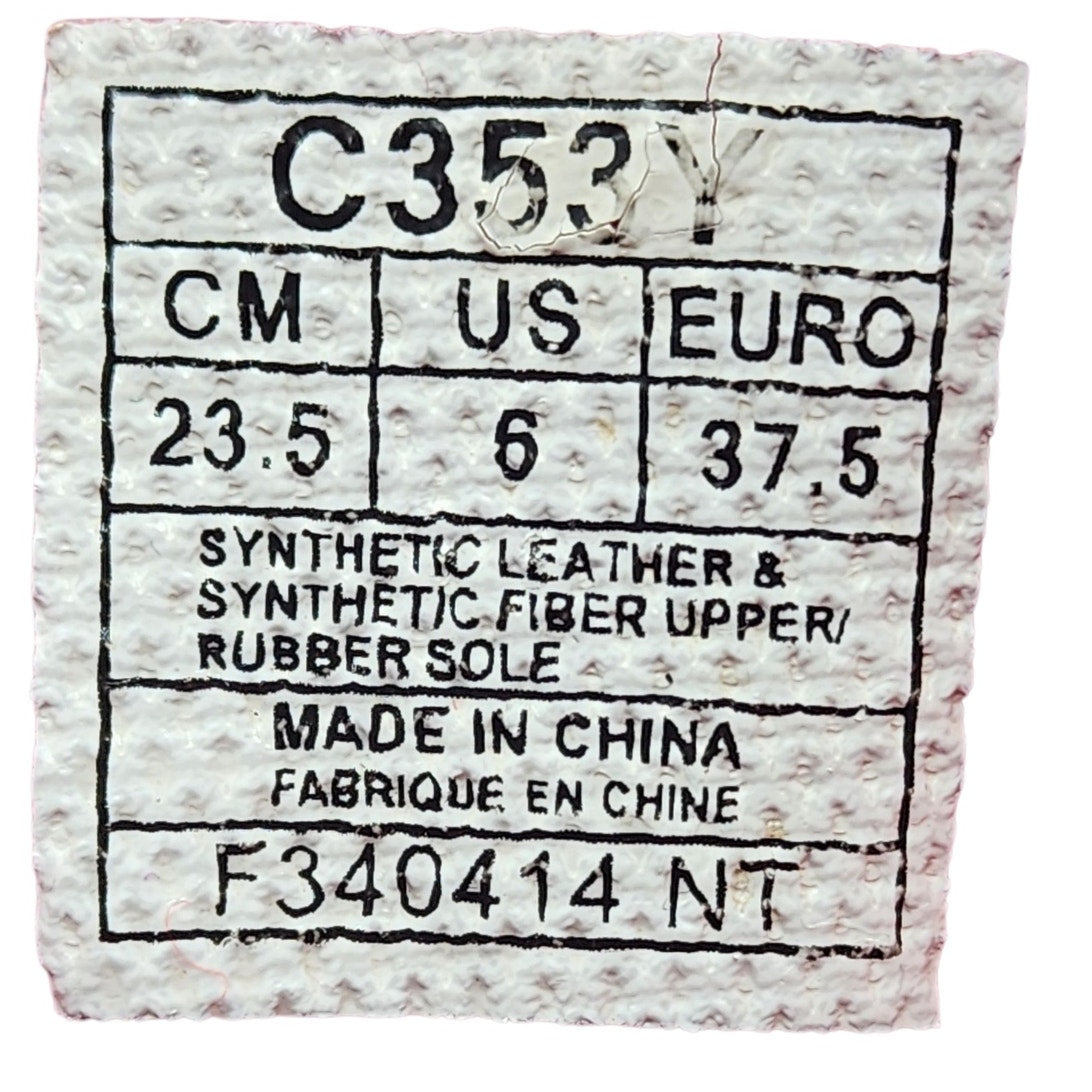 C353Y
CM US EURO
23.5 6 37.5
SYNTHETIC LEATHER &
SYNTHETIC FIBER UPPER/
RUBBER SOLE
MADE IN CHINA
FABRIQUE EN CHINE
F340414 NT